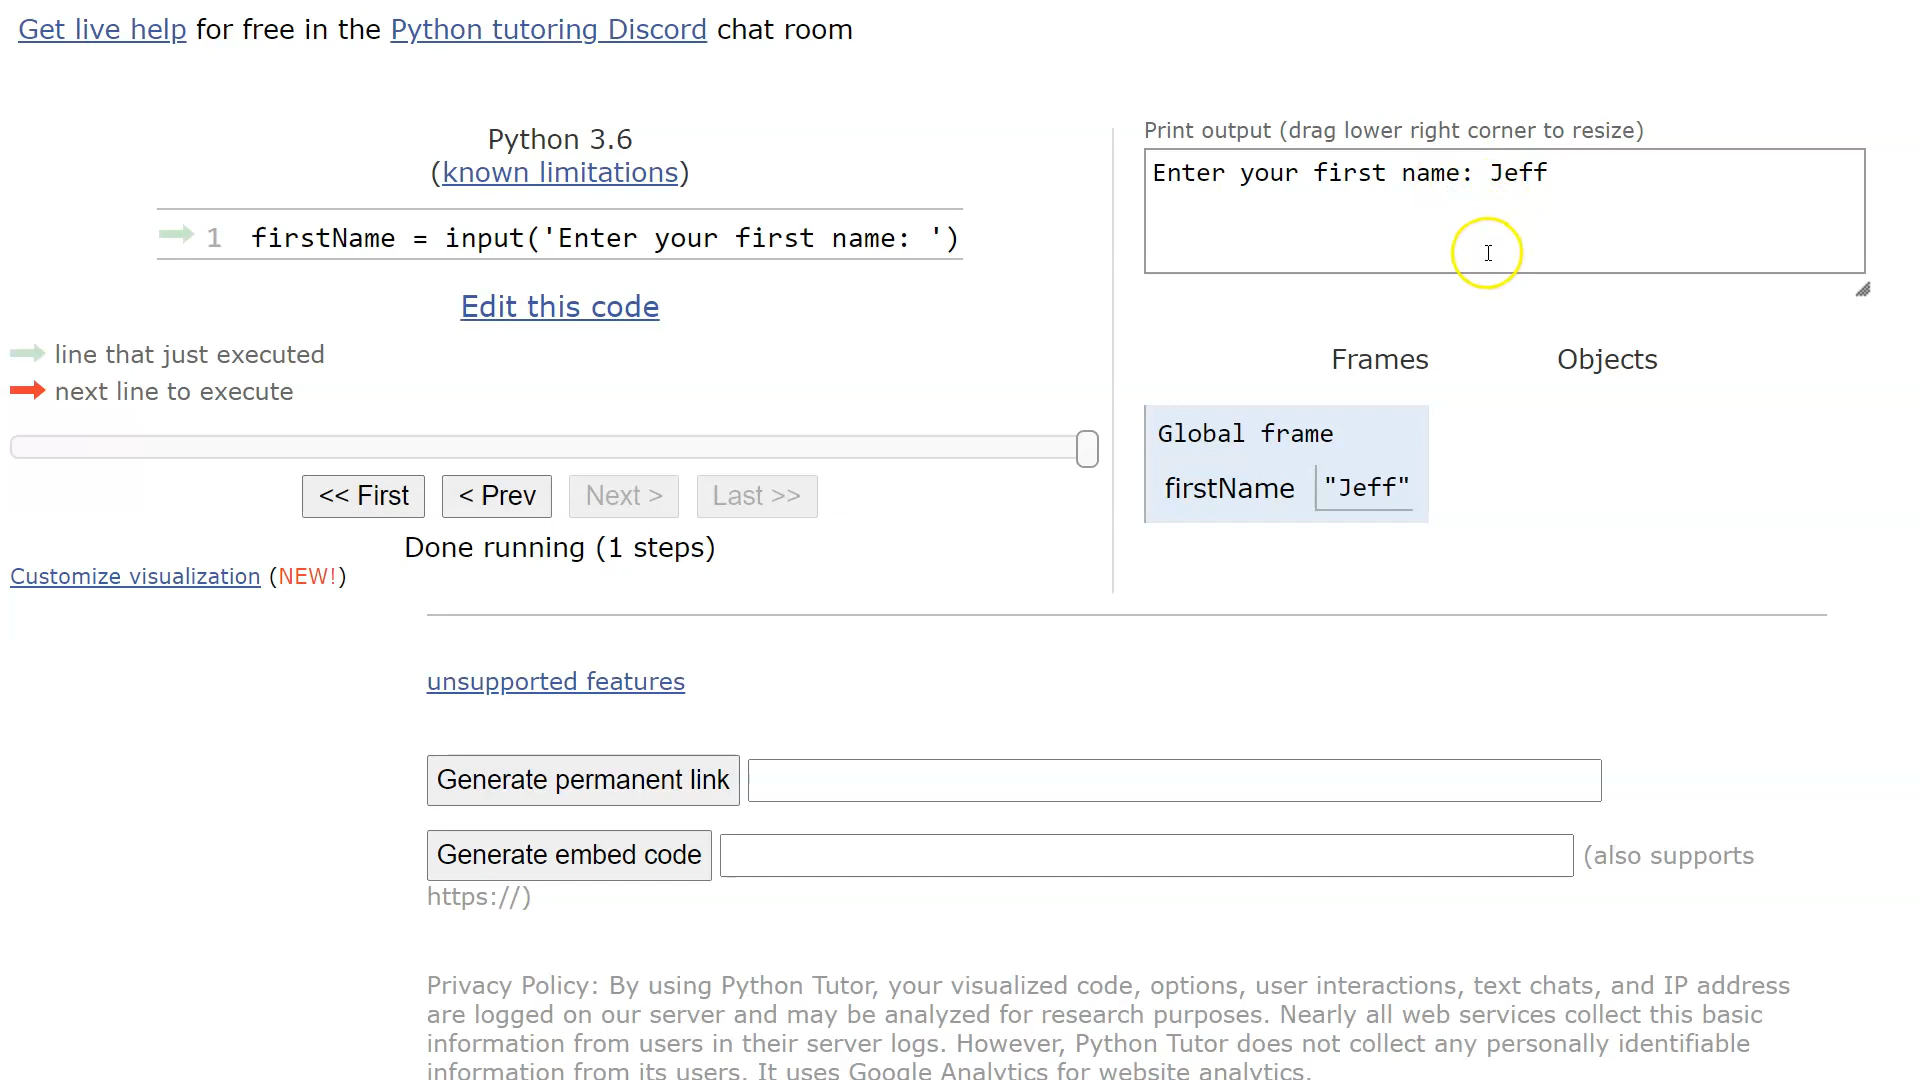 Get live help for free in the Python tutoring Discord chat room
Python 3.6
(known limitations)
1 firstName = input('Enter your first name: ')
Edit this code
line that just executed
next line to execute
<< First < Prev Next > Last >>
Done running (1 steps)
Customize visualization (NEW!)
Print output (drag lower right corner to resize)
Enter your first name: Jeff
Frames Objects
Global frame
firstName "Jeff"
unsupported features
Generate permanent link
Generate embed code (also supports
https://)
Privacy Policy: By using Python Tutor, your visualized code, options, user interactions, text chats, and IP address
are logged on our server and may be analyzed for research purposes. Nearly all web services collect this basic
information from users in their server logs. However, Python Tutor does not collect any personally identifiable
information from its users. It uses Google Analytics for website analytics.